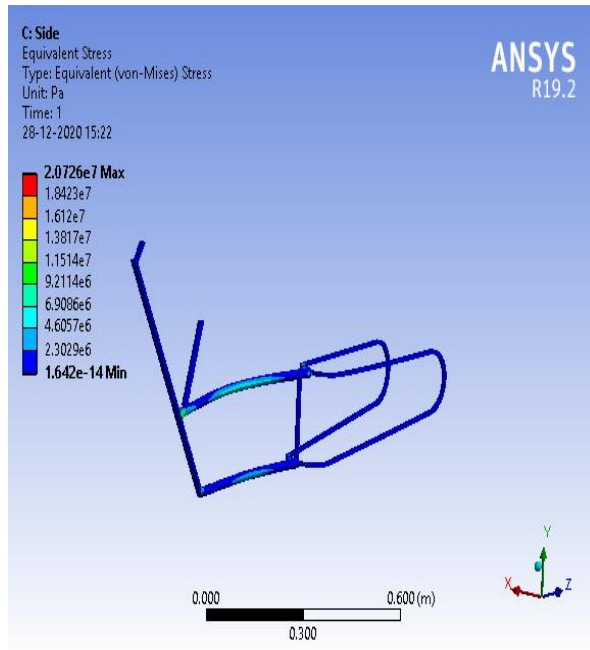 C: Side
Equivalent Stress
Type: Equivalent (von-Mises) Stress
Unit: Pa
Time: 1
28-12-2020 15:22
ANSYS
R19.2
2.0726e7 Max
1.8423e7
1.612e7
1.3817e7
1.1514e7
9.2114e6
6.9086e6
4.6057e6
2.3029e6
1.642e-14 Min
Y
X
Z
0.000
0.600 (m)
0.300